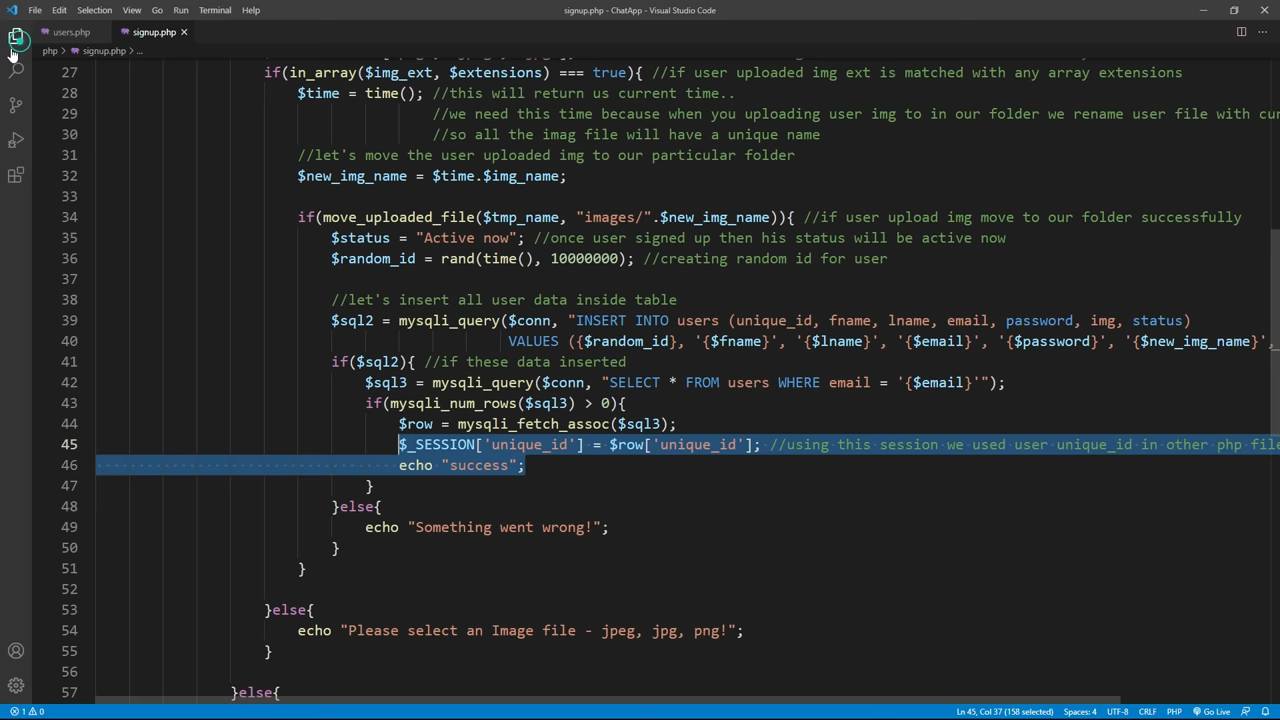 File Edit Selection View Go Run Terminal Help
signup.php - ChatApp - Visual Studio Code
users.php signup.php
php > signup.php > ...
27 if(in_array($img_ext, $extensions) === true){ //if user uploaded img ext is matched with any array extensions
28 $time = time(); //this will return us current time..
29 //we need this time because when you uploading user img to in our folder we rename user file with cur
30 //so all the imag file will have a unique name
31 //let's move the user uploaded img to our particular folder
32 $new_img_name = $time.$img_name;
33
34 if(move_uploaded_file($tmp_name, "images/".$new_img_name)){ //if user upload img move to our folder successfully
35 $status = "Active now"; //once user signed up then his status will be active now
36 $random_id = rand(time(), 10000000); //creating random id for user
37
38 //let's insert all user data inside table
39 $sql2 = mysqli_query($conn, "INSERT INTO users (unique_id, fname, lname, email, password, img, status)
40 VALUES ({$random_id}, '{$fname}', '{$lname}', '{$email}', '{$password}', '{$new_img_name}',
41 if($sql2){ //if these data inserted
42 $sql3 = mysqli_query($conn, "SELECT * FROM users WHERE email = '{$email}'");
43 if(mysqli_num_rows($sql3) > 0){
44 $row = mysqli_fetch_assoc($sql3);
45 $_SESSION['unique_id'] = $row['unique_id']; //using this session we used user unique_id in other php file
46 echo "success";
47 }
48 }else{
49 echo "Something went wrong!";
50 }
51 }
52
53 }else{
54 echo "Please select an Image file - jpeg, jpg, png!";
55 }
56
57 }else{
1 0 Ln 45, Col 37 (158 selected) Spaces: 4 UTF-8 CRLF PHP Go Live